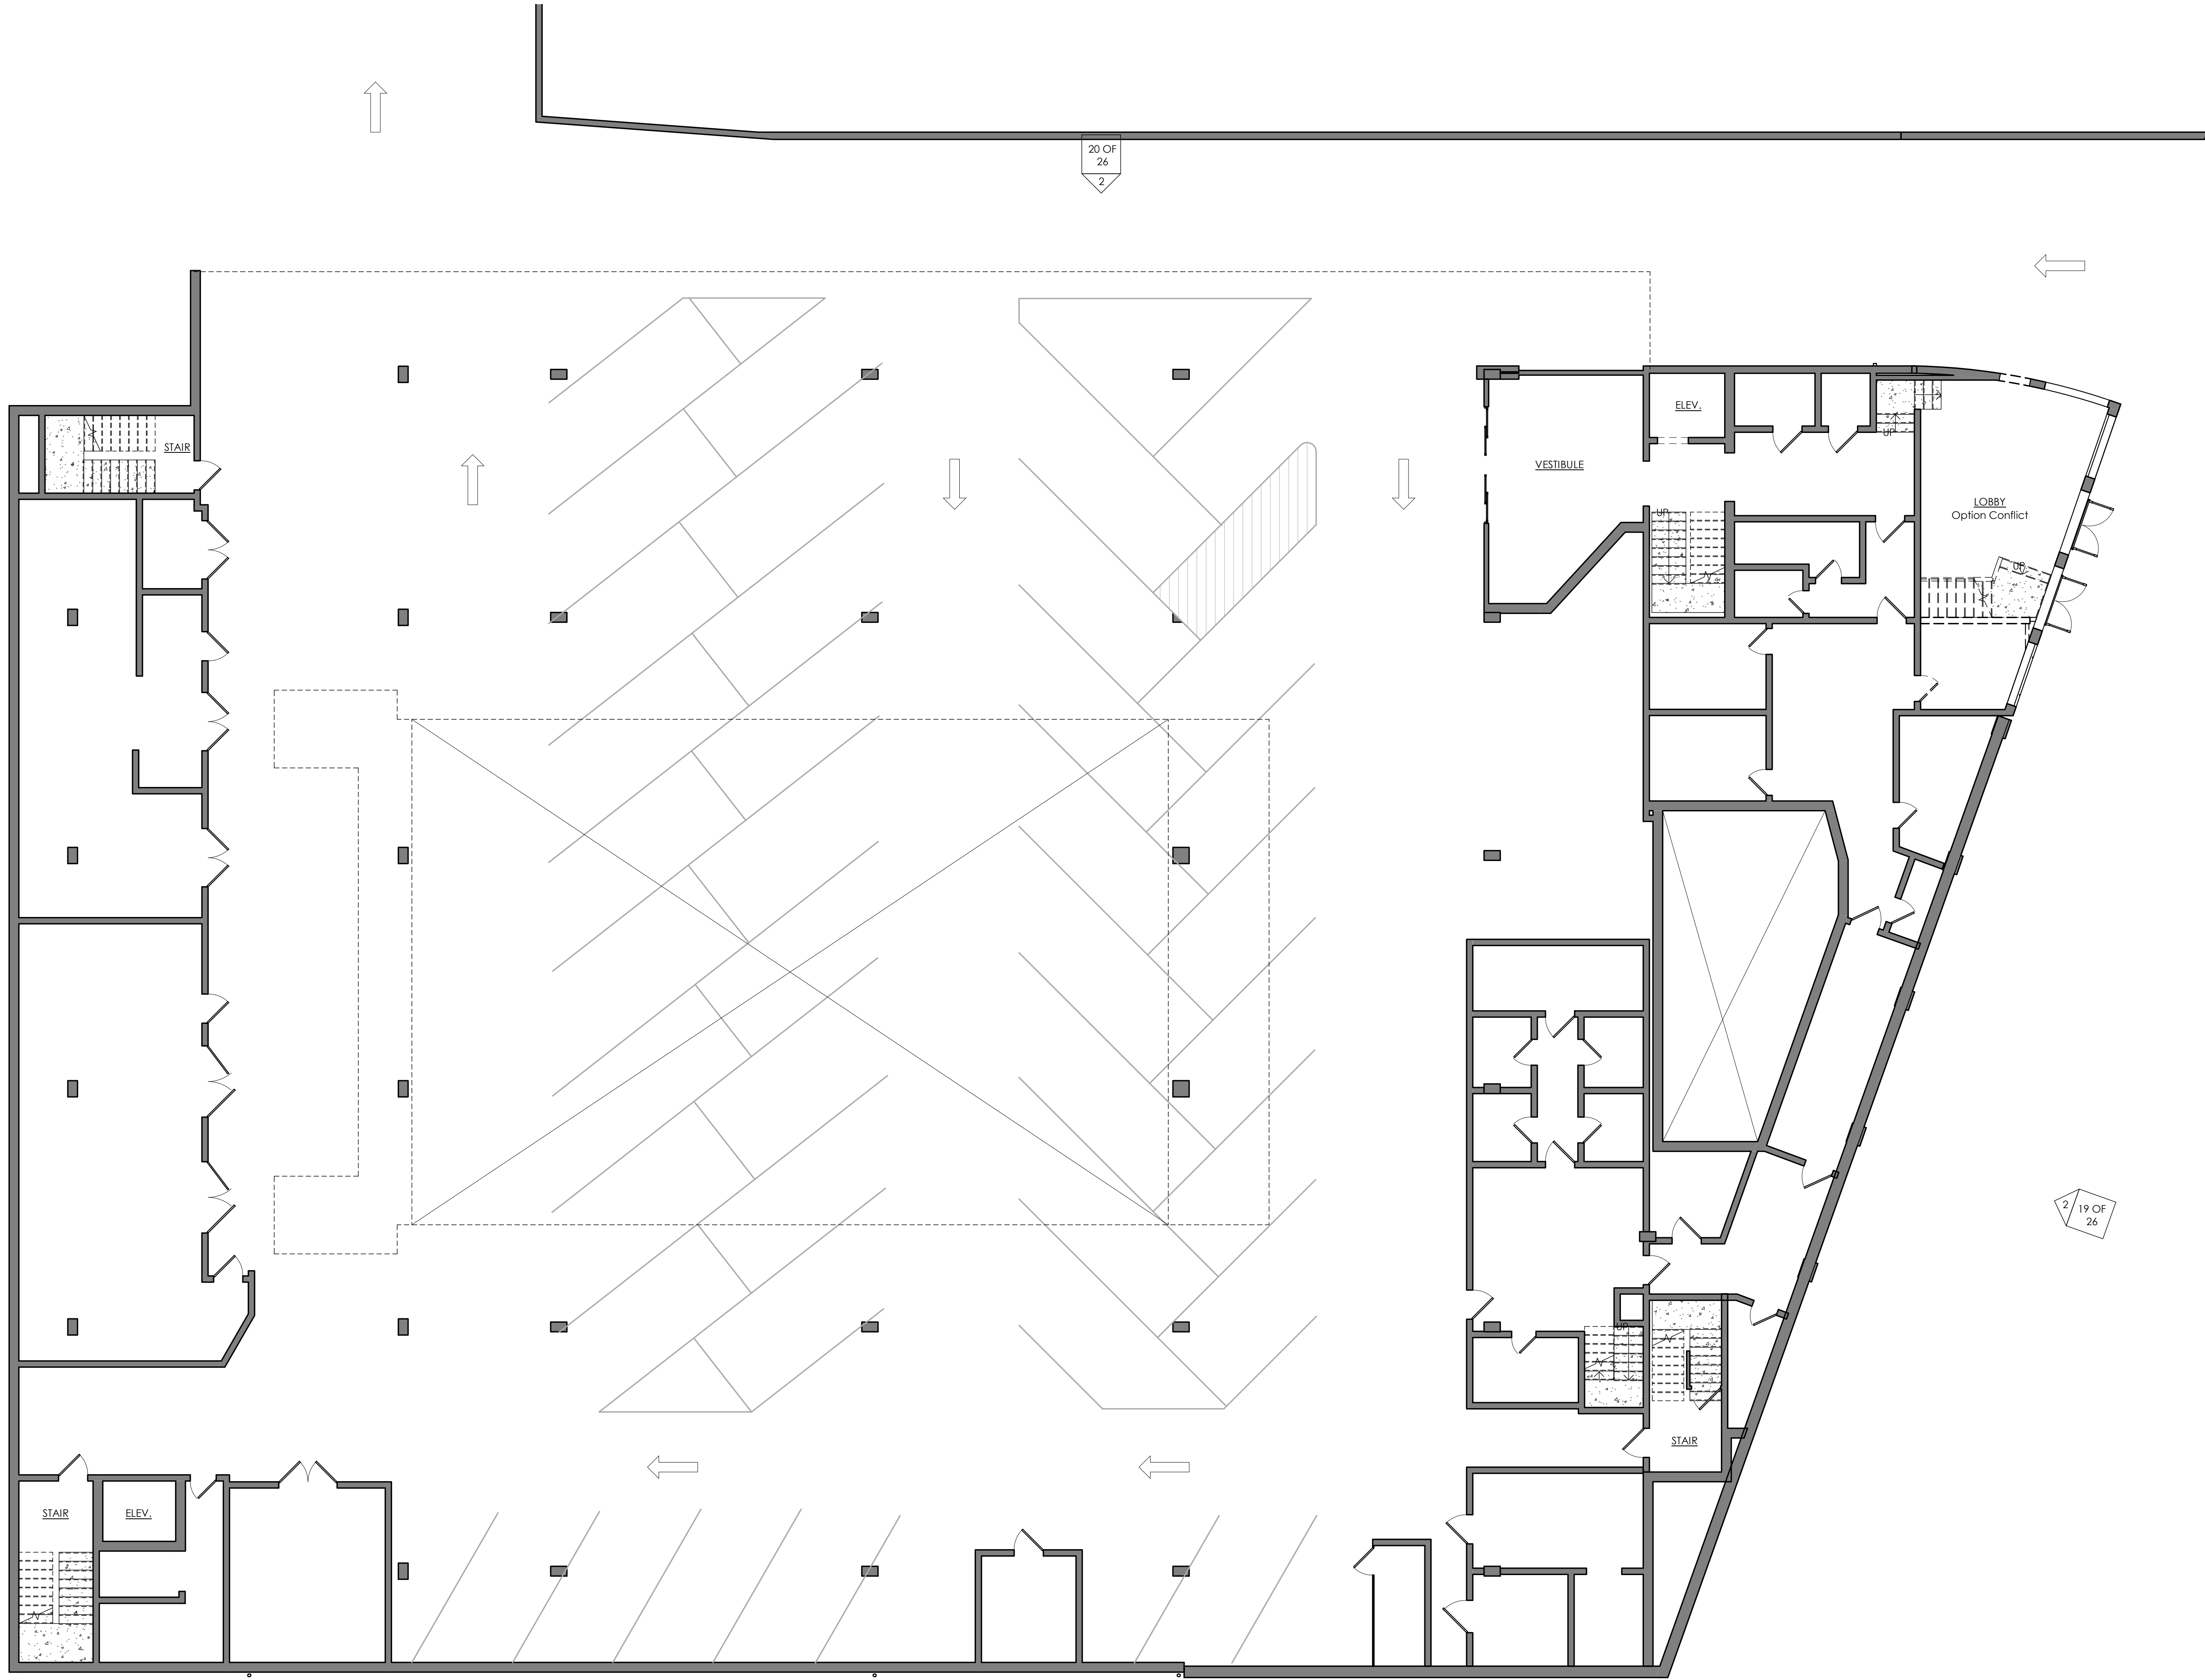 20 OF
26
2
ELEV.
STAIR
UP
VESTIBULE
LOBBY
Option Conflict
UP
UP
2
19 OF
26
UP
STAIR
STAIR
ELEV.